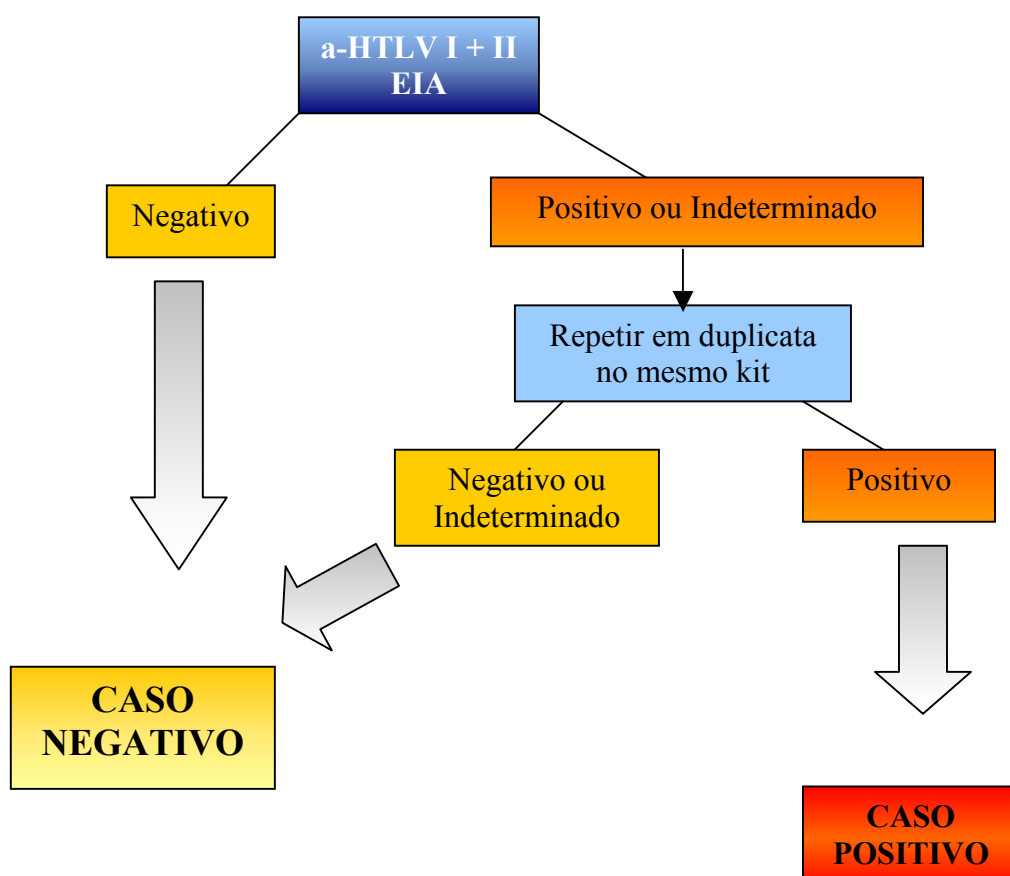 a-HTLV I + II
EIA
Negativo
Positivo ou Indeterminado
Repetir em duplicata
no mesmo kit
Negativo ou
Indeterminado
Positivo
CASO
NEGATIVO
CASO
POSITIVO